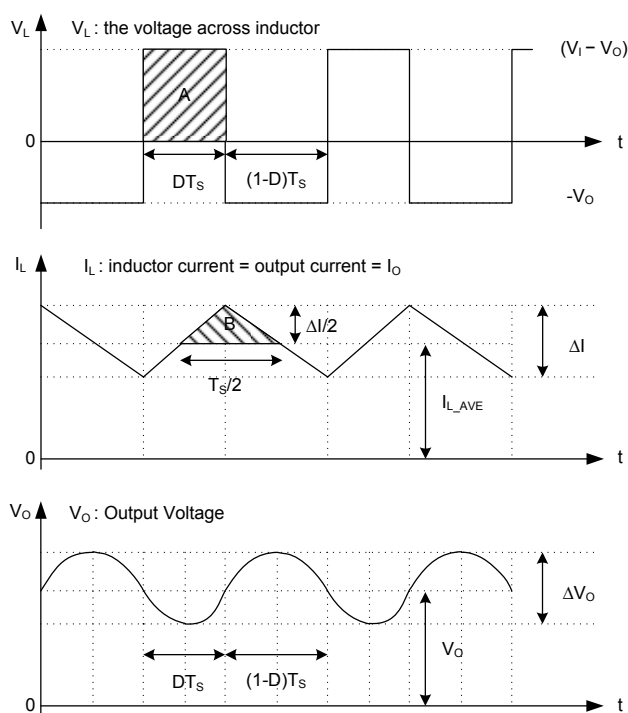 V_L V_L : the voltage across inductor
(V_I – V_O)
A
0 t
DT_S (1-D)T_S
-V_O
I_L I_L : inductor current = output current = I_O
B ΔI/2 ΔI
T_S/2
I_L_AVE
0 t
V_O V_O : Output Voltage
ΔV_O
V_O
DT_S (1-D)T_S
0 t